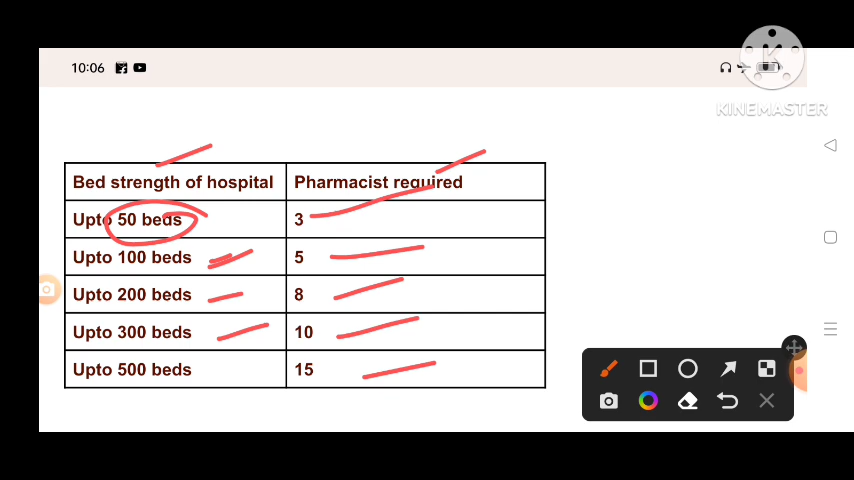 10:06
KINEMASTER
Bed strength of hospital Pharmacist required
Upto 50 beds 3
Upto 100 beds 5
Upto 200 beds 8
Upto 300 beds 10
Upto 500 beds 15